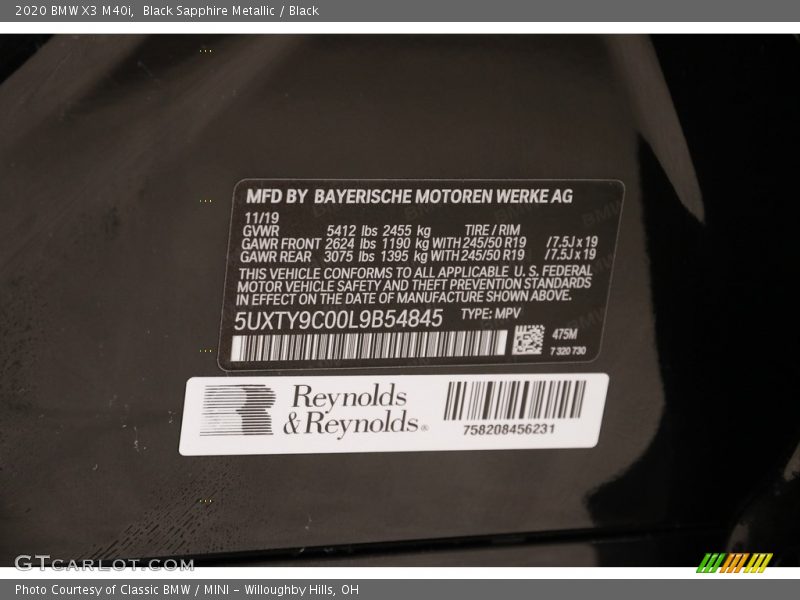 2020 BMW X3 M40i, Black Sapphire Metallic / Black
MFD BY BAYERISCHE MOTOREN WERKE AG
11/19
GVWR 5412 lbs 2455 kg TIRE / RIM
GAWR FRONT 2624 lbs 1190 kg WITH 245/50 R19 /7.5J x 19
GAWR REAR 3075 lbs 1395 kg WITH 245/50 R19 /7.5J x 19
THIS VEHICLE CONFORMS TO ALL APPLICABLE U.S. FEDERAL
MOTOR VEHICLE SAFETY AND THEFT PREVENTION STANDARDS
IN EFFECT ON THE DATE OF MANUFACTURE SHOWN ABOVE.
5UXTY9C00L9B54845 TYPE: MPV
475M
7 320 730
Reynolds
&Reynolds®
758208456231
GTcarlot.com
Photo Courtesy of Classic BMW / MINI - Willoughby Hills, OH